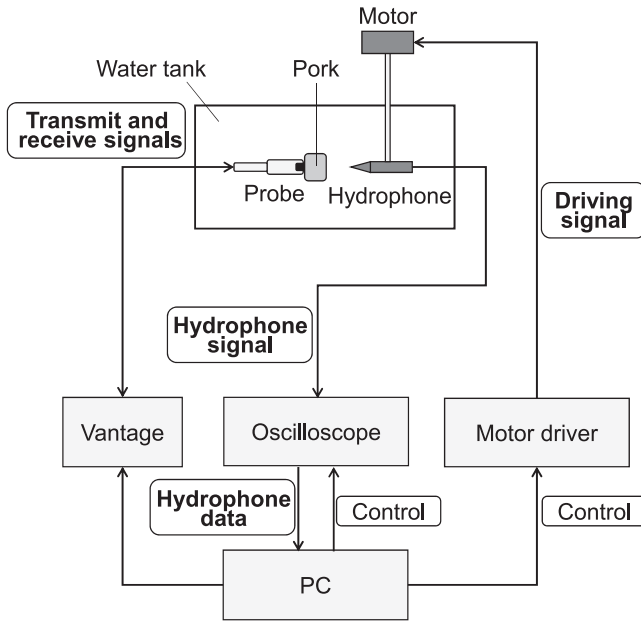 Motor
Water tank
Pork
Transmit and
receive signals
Probe
Hydrophone
Driving
signal
Hydrophone
signal
Vantage
Oscilloscope
Motor driver
Hydrophone
data
Control
Control
PC